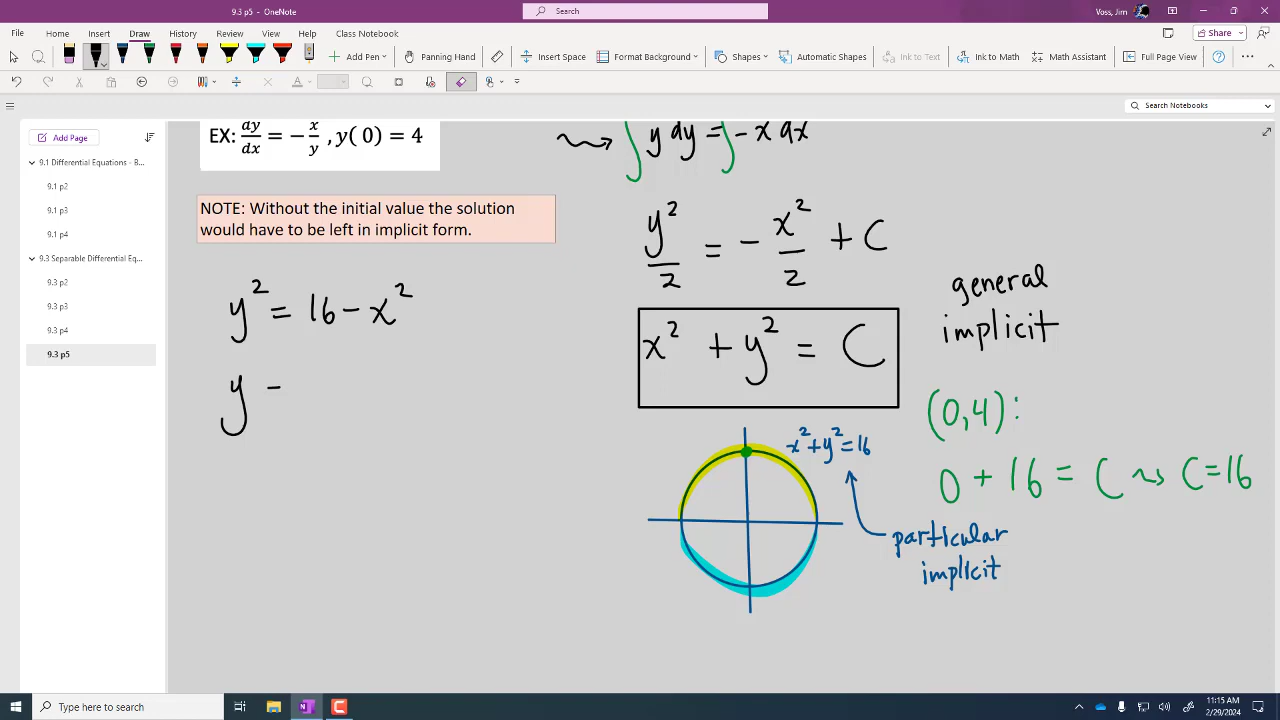 9.3 p5 - OneNote
Search
Voss, Jim
File Home Insert Draw History Review View Help Class Notebook
Share
Add Pen Panning Hand Insert Space Format Background Shapes Automatic Shapes Ink to Text Ink to Math Math Assistant Full Page View
Search Notebooks
Add Page
9.1 Differential Equations - B...
9.1 p2
9.1 p3
9.1 p4
9.3 Separable Differential Eq...
9.3 p2
9.3 p3
9.3 p4
9.3 p5
EX: dy/dx = − x/y , y( 0) = 4
NOTE: Without the initial value the solution
would have to be left in implicit form.
y² = 16 − x²
y −
∫ y dy = ∫ − x dx
y²/2 = − x²/2 + C
x² + y² = C
general
implicit
(0,4):
0 + 16 = C ⇝ C = 16
x² + y² = 16
particular
implicit
Type here to search
11:15 AM
2/29/2024